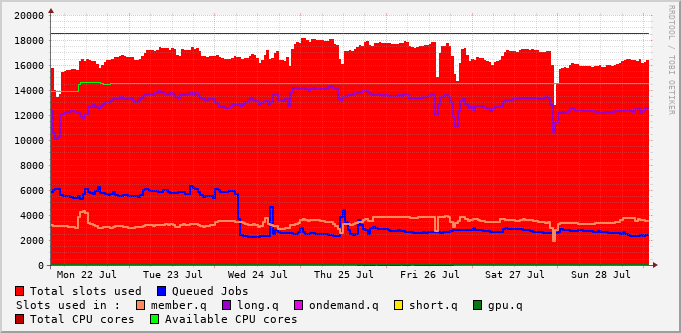 20000
18000
16000
14000
12000
10000
8000
6000
4000
2000
0
Mon 22 Jul Tue 23 Jul Wed 24 Jul Thu 25 Jul Fri 26 Jul Sat 27 Jul Sun 28 Jul
Total slots used Queued Jobs
Slots used in : member.q long.q ondemand.q short.q gpu.q
Total CPU cores Available CPU cores
RRDTOOL / TOBI OETIKER